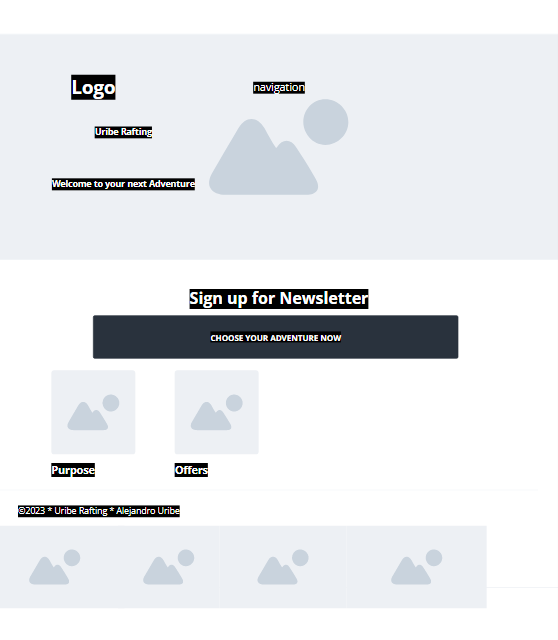 Logo
navigation
Uribe Rafting
Welcome to your next Adventure
Sign up for Newsletter
CHOOSE YOUR ADVENTURE NOW
Purpose
Offers
©2023 * Uribe Rafting * Alejandro Uribe